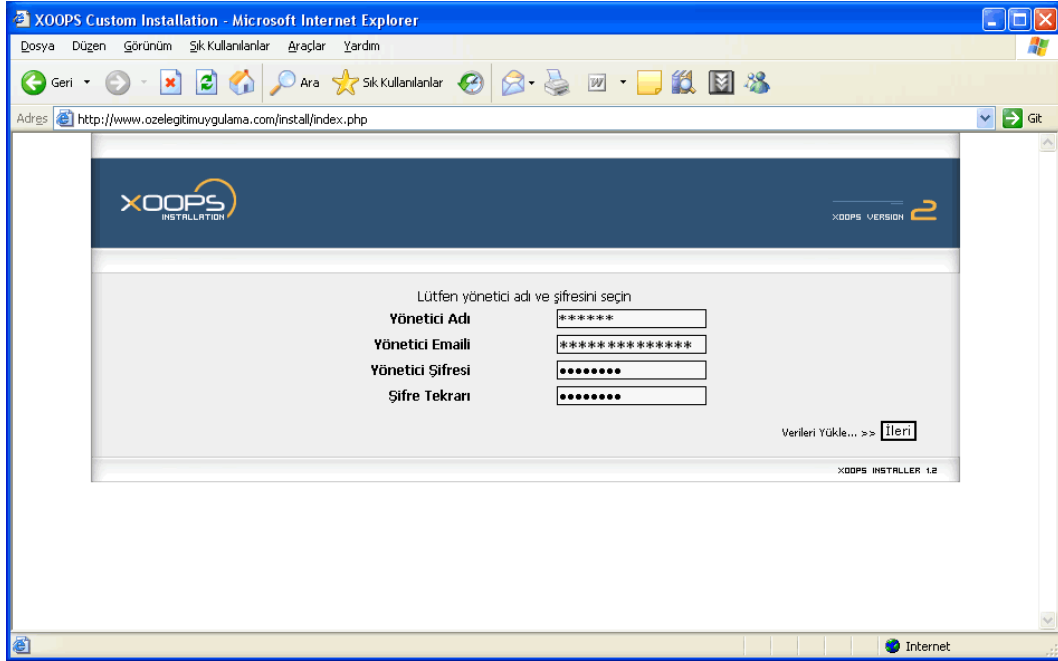 XOOPS Custom Installation - Microsoft Internet Explorer
Dosya Düzen Görünüm Sık Kullanılanlar Araçlar Yardım
Geri Ara Sık Kullanılanlar
Adres http://www.ozelegitimuygulama.com/install/index.php Git
XOOPS
INSTALLATION
XOOPS VERSION 2
Lütfen yönetici adı ve şifresini seçin
Yönetici Adı ******
Yönetici Emaili **************
Yönetici Şifresi ●●●●●●●●
Şifre Tekrarı ●●●●●●●●
Verileri Yükle... >> İleri
XOOPS INSTALLER 1.2
Internet